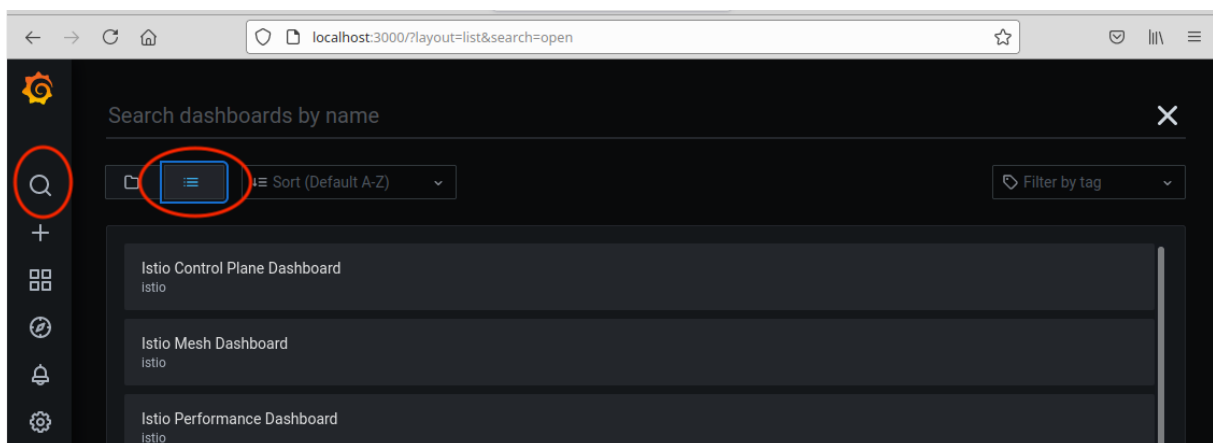 localhost:3000/?layout=list&search=open
Search dashboards by name
Sort (Default A-Z)
Filter by tag
Istio Control Plane Dashboard
istio
Istio Mesh Dashboard
istio
Istio Performance Dashboard
istio